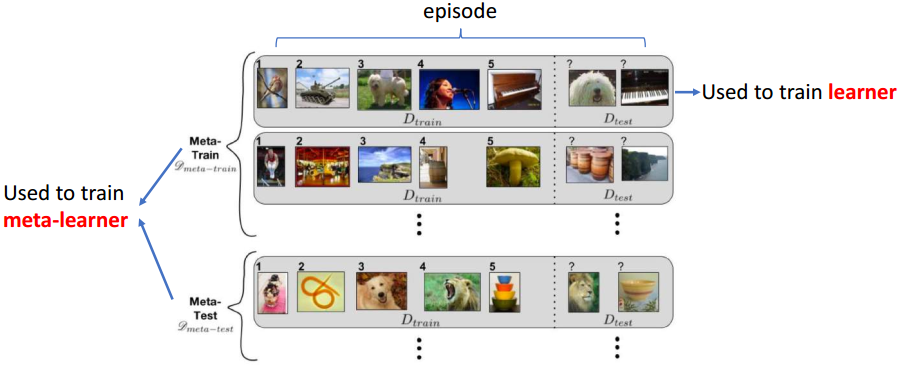 episode
1 2 3 4 5 ? ?
D_train D_test
Used to train learner
Meta-
Train
𝒟_meta−train
1 2 3 4 5 ? ?
D_train D_test
Used to train
meta-learner
1 2 3 4 5 ? ?
Meta-
Test
𝒟_meta−test
D_train D_test